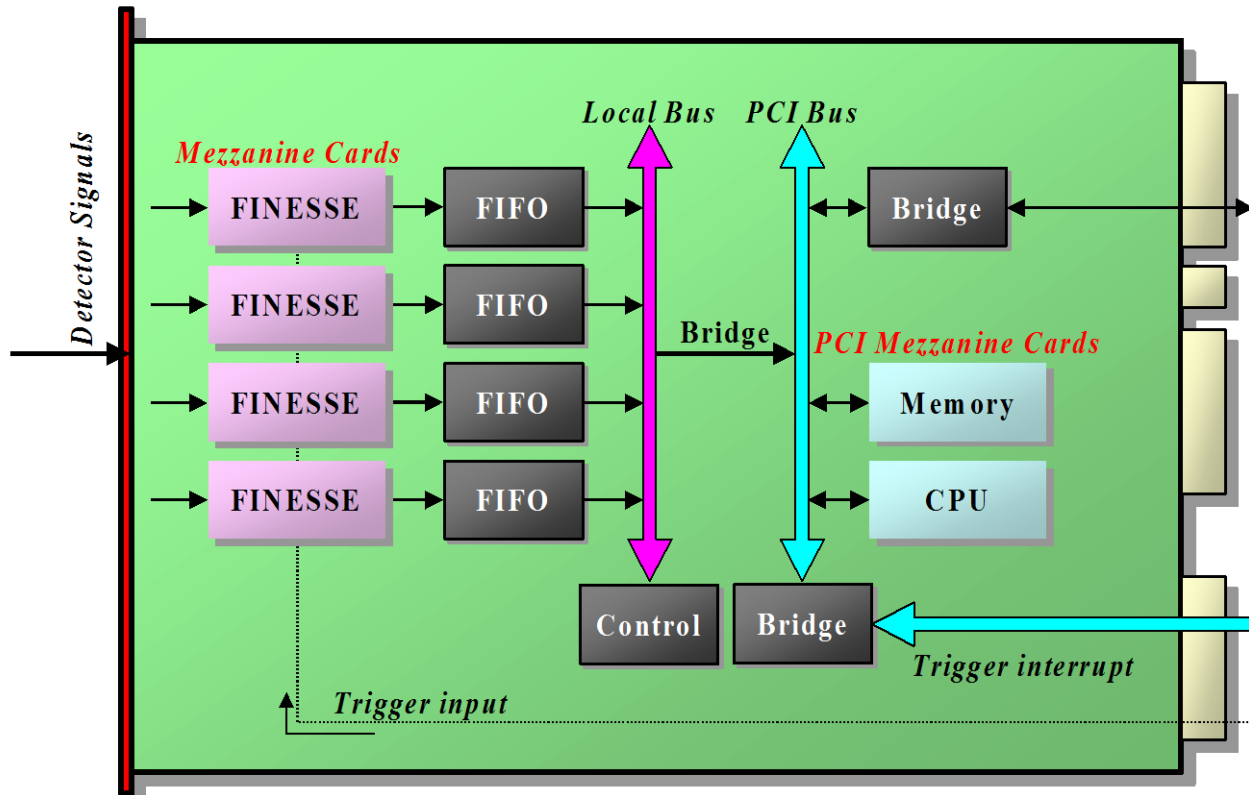 Detector Signals
Local Bus
PCI Bus
Mezzanine Cards
FINESSE
FIFO
Bridge
FINESSE
FIFO
Bridge
PCI Mezzanine Cards
FINESSE
FIFO
Memory
FINESSE
FIFO
CPU
Control
Bridge
Trigger interrupt
Trigger input